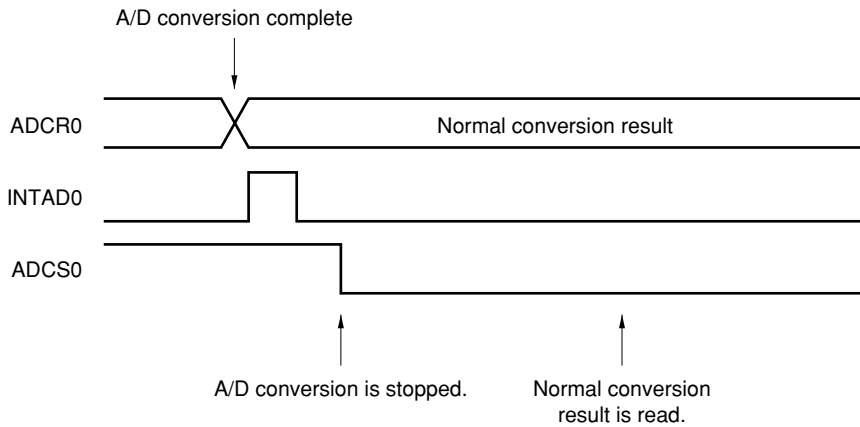 A/D conversion complete
ADCR0
Normal conversion result
INTAD0
ADCS0
A/D conversion is stopped.
Normal conversion
result is read.